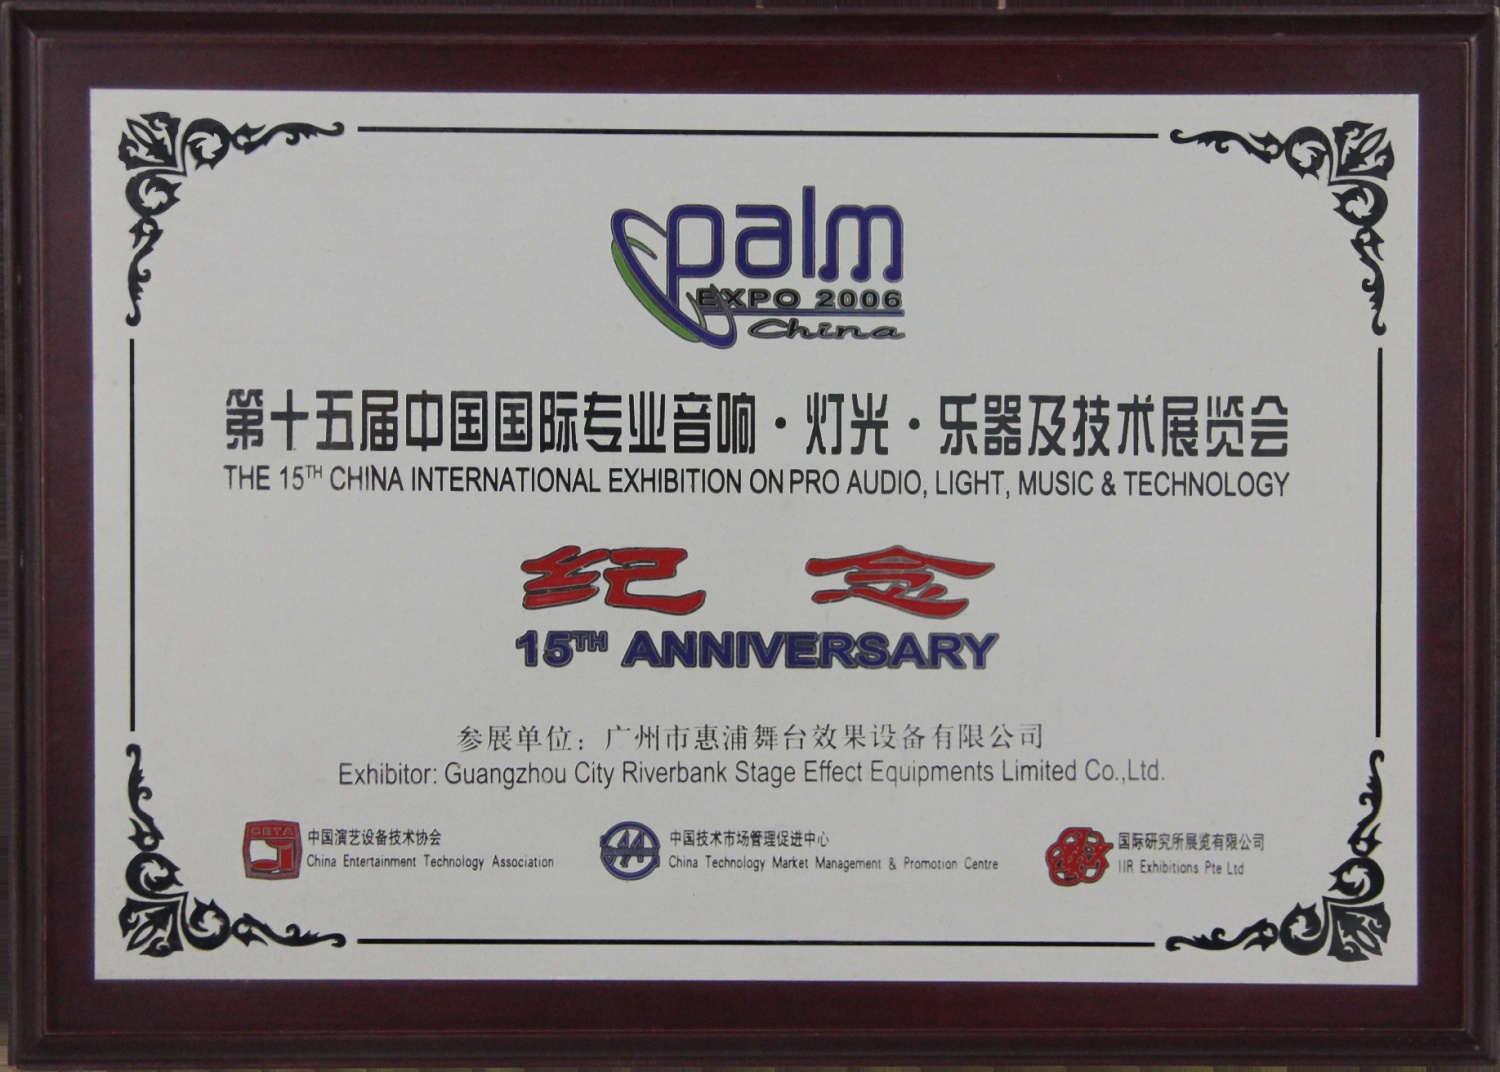 palm
EXPO 2006
China
第十五届中国国际专业音响·灯光·乐器及技术展览会
THE 15TH CHINA INTERNATIONAL EXHIBITION ON PRO AUDIO, LIGHT, MUSIC & TECHNOLOGY
纪 念
15TH ANNIVERSARY
参展单位：广州市惠浦舞台效果设备有限公司
Exhibitor: Guangzhou City Riverbank Stage Effect Equipments Limited Co.,Ltd.
CETA
中国演艺设备技术协会
China Entertainment Technology Association
中国技术市场管理促进中心
China Technology Market Management & Promotion Centre
国际研究所展览有限公司
IIR Exhibitions Pte Ltd